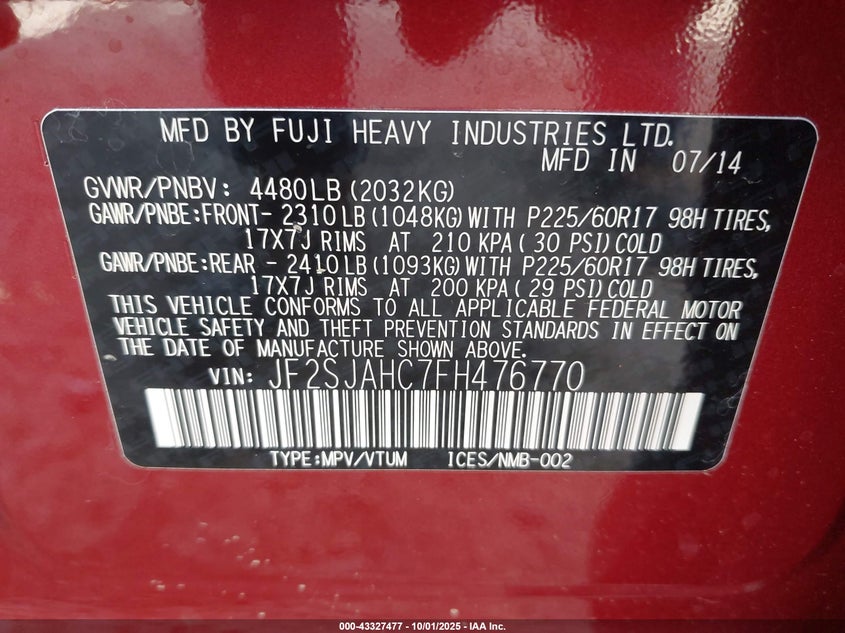 MFD BY FUJI HEAVY INDUSTRIES LTD.
MFD IN 07/14
GVWR/PNBV: 4480LB(2032KG)
GAWR/PNBE:FRONT- 2310LB(1048KG)WITH P225/60R17 98H TIRES,
17X7J RIMS AT 210 KPA( 30 PSI)COLD
GAWR/PNBE:REAR - 2410LB(1093KG)WITH P225/60R17 98H TIRES,
17X7J RIMS AT 200 KPA( 29 PSI)COLD
THIS VEHICLE CONFORMS TO ALL APPLICABLE FEDERAL MOTOR
VEHICLE SAFETY AND THEFT PREVENTION STANDARDS IN EFFECT ON
THE DATE OF MANUFACTURE SHOWN ABOVE.
VIN: JF2SJAHC7FH476770
TYPE:MPV/VTUM ICES/NMB-002
000-43327477 - 10/01/2025 - IAA Inc.